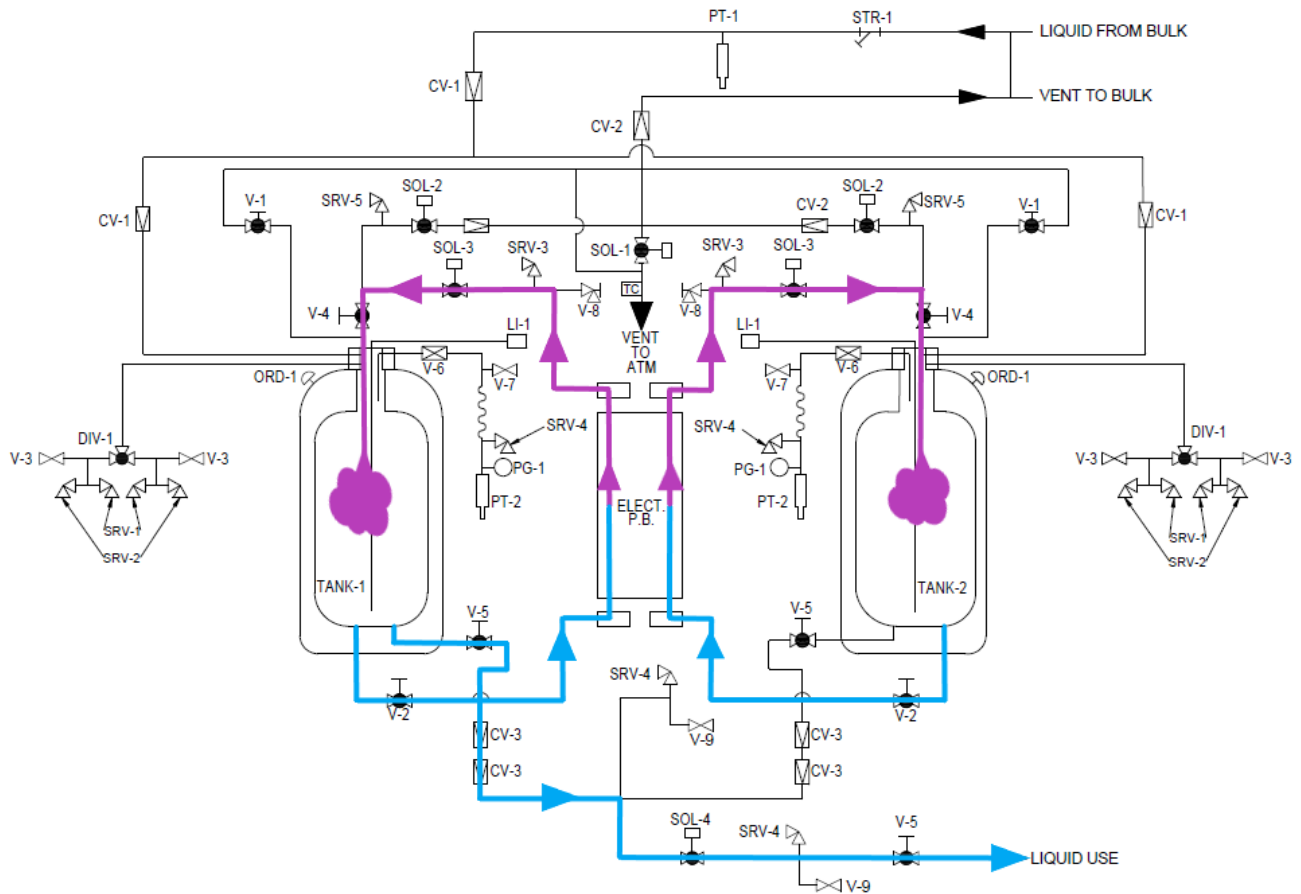 PT-1
STR-1
LIQUID FROM BULK
CV-1
VENT TO BULK
CV-2
V-1
SRV-5
SOL-2
CV-2
SOL-2
SRV-5
V-1
CV-1
CV-1
SOL-3
SRV-3
SOL-1
SRV-3
SOL-3
TC
V-4
V-8
VENT
TO
ATM
V-8
V-4
LI-1
LI-1
V-6
V-7
V-6
V-7
ORD-1
ORD-1
DIV-1
SRV-4
SRV-4
DIV-1
V-3
V-3
PG-1
PG-1
V-3
V-3
PT-2
ELECT.
P.B.
PT-2
SRV-1
SRV-2
SRV-1
SRV-2
TANK-1
TANK-2
V-5
V-5
SRV-4
V-2
V-2
V-9
CV-3
CV-3
CV-3
CV-3
SOL-4
SRV-4
V-5
LIQUID USE
V-9